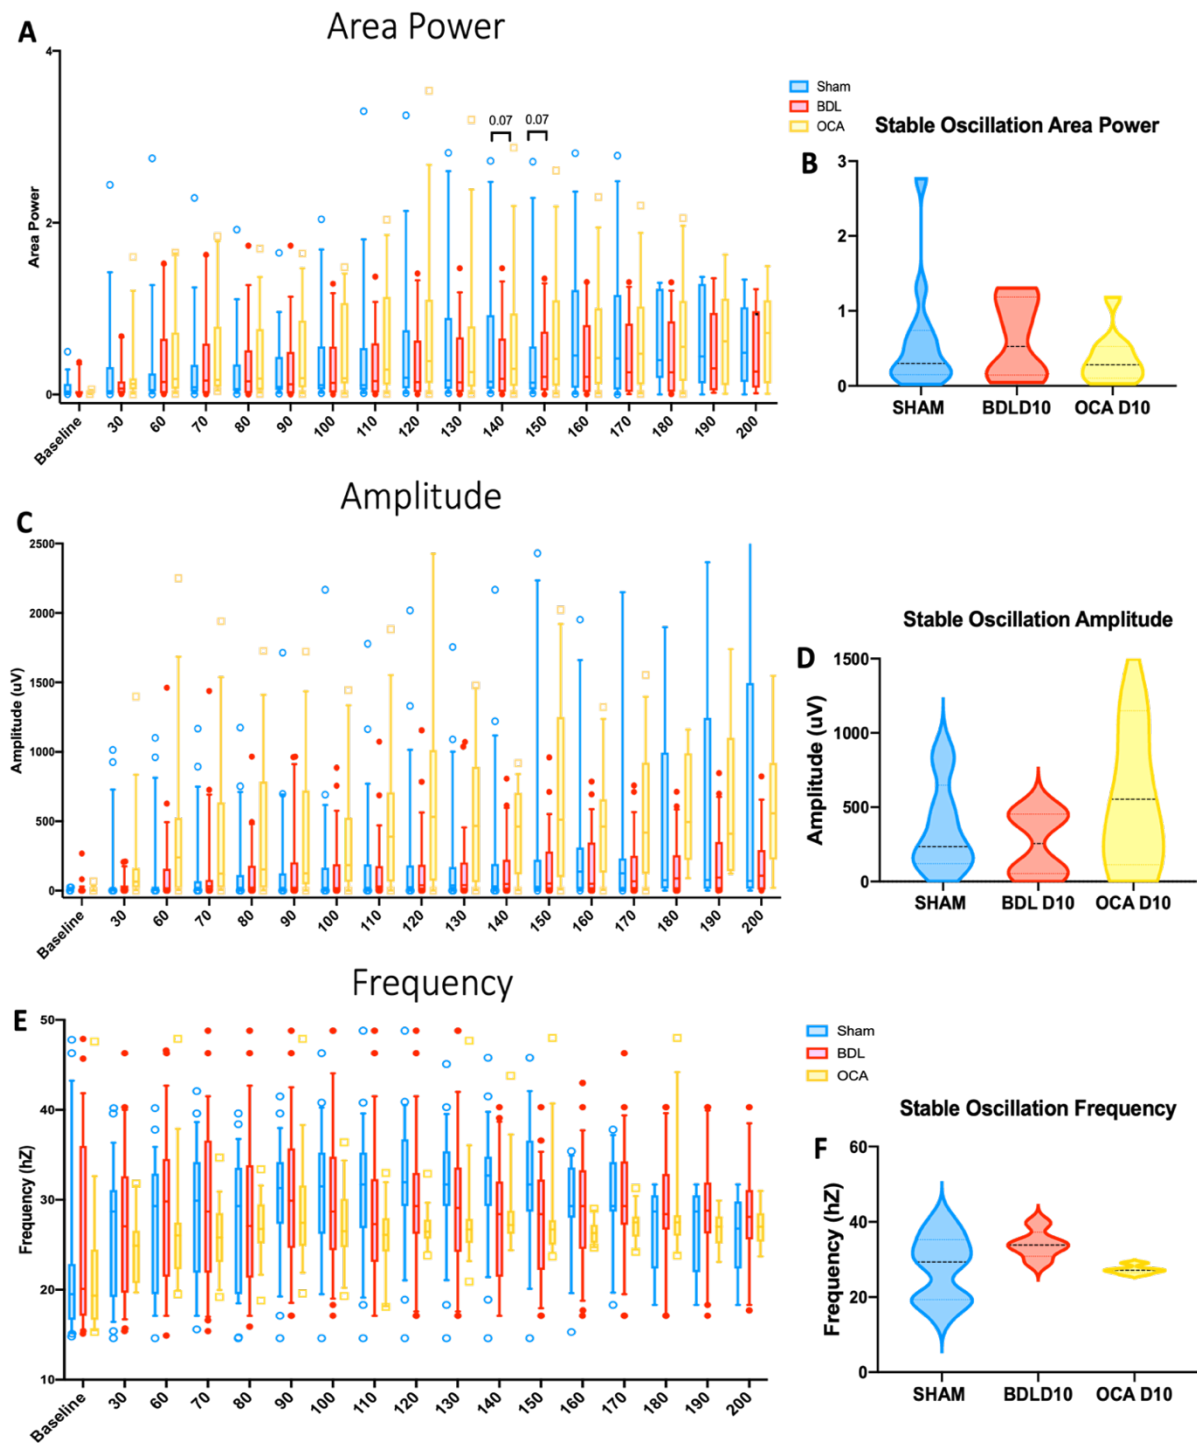 A
Area Power
4
2
0
Area Power
0.07 0.07
Baseline 30 60 70 80 90 100 110 120 130 140 150 160 170 180 190 200
Sham
BDL
OCA
Stable Oscillation Area Power
B
3
2
1
0
SHAM BDLD10 OCA D10
Amplitude
C
2500
2000
1500
1000
500
0
Amplitude (uV)
Baseline 30 60 70 80 90 100 110 120 130 140 150 160 170 180 190 200
Stable Oscillation Amplitude
D
1500
1000
500
0
Amplitude (uV)
SHAM BDL D10 OCA D10
Frequency
E
50
40
30
20
10
Frequency (hZ)
Baseline 30 60 70 80 90 100 110 120 130 140 150 160 170 180 190 200
Sham
BDL
OCA
Stable Oscillation Frequency
F
60
40
20
0
Frequency (hZ)
SHAM BDLD10 OCA D10